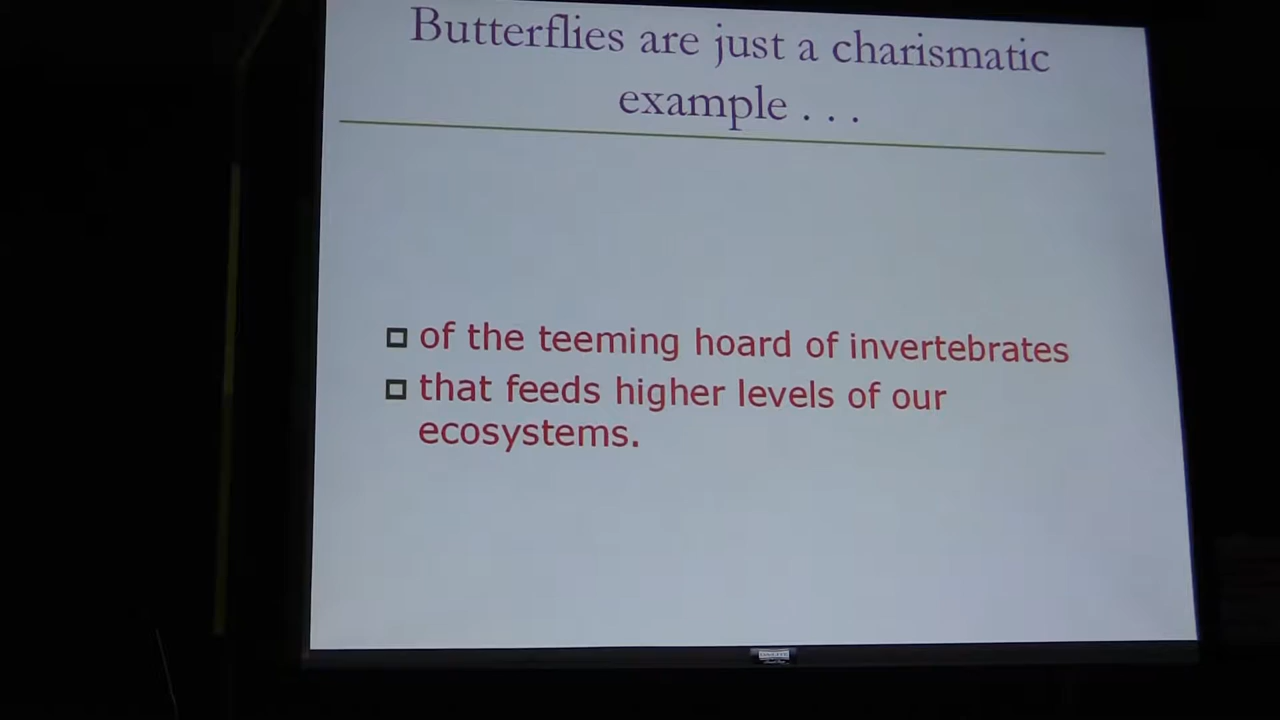 Butterflies are just a charismatic
example . . .
of the teeming hoard of invertebrates
that feeds higher levels of our
ecosystems.